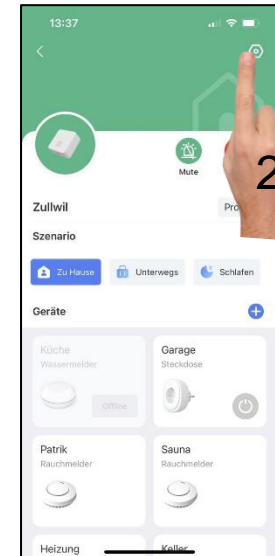 13:37
Mute
2
Zullwil
Szenario
Zu Hause
Unterwegs
Schlafen
Geräte
Küche
Wassermelder
Offline
Garage
Steckdose
Patrik
Rauchmelder
Sauna
Rauchmelder
Heizung
Keller